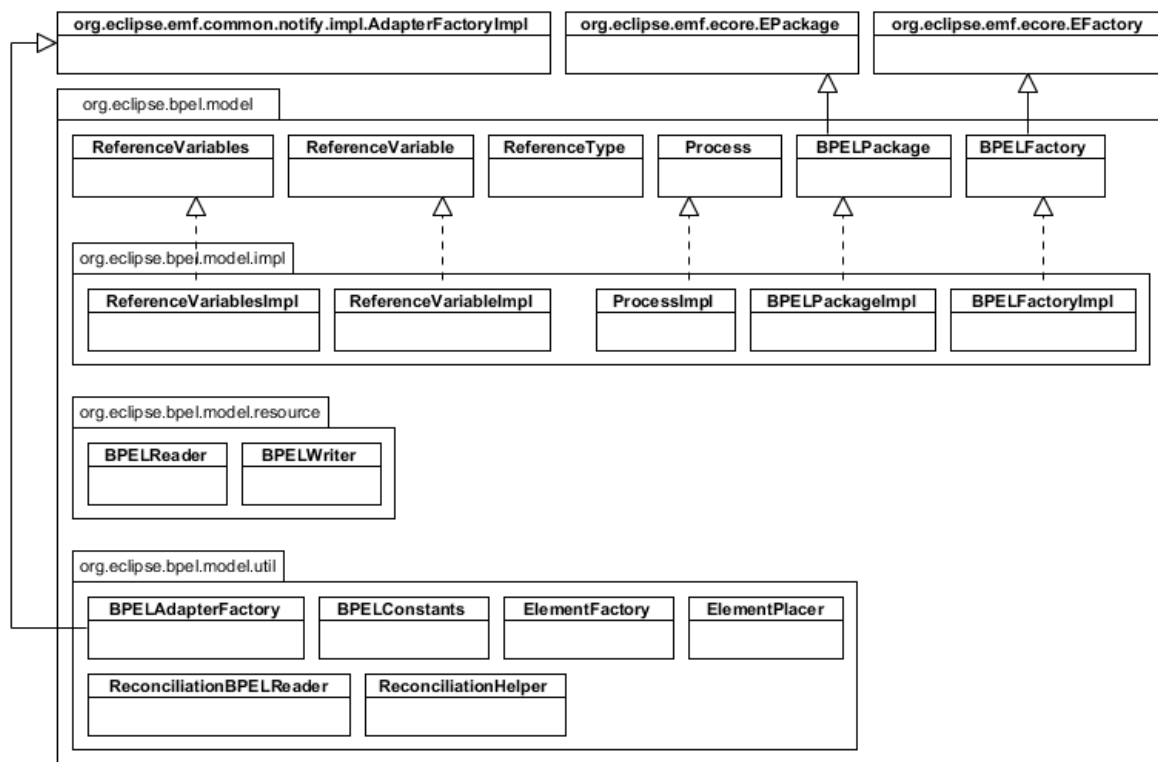 org.eclipse.emf.common.notify.impl.AdapterFactoryImpl
org.eclipse.emf.ecore.EPackage
org.eclipse.emf.ecore.EFactory
org.eclipse.bpel.model
ReferenceVariables
ReferenceVariable
ReferenceType
Process
BPELPackage
BPELFactory
org.eclipse.bpel.model.impl
ReferenceVariablesImpl
ReferenceVariableImpl
ProcessImpl
BPELPackageImpl
BPELFactoryImpl
org.eclipse.bpel.model.resource
BPELReader
BPELWriter
org.eclipse.bpel.model.util
BPELAdapterFactory
BPELConstants
ElementFactory
ElementPlacer
ReconciliationBPELReader
ReconciliationHelper